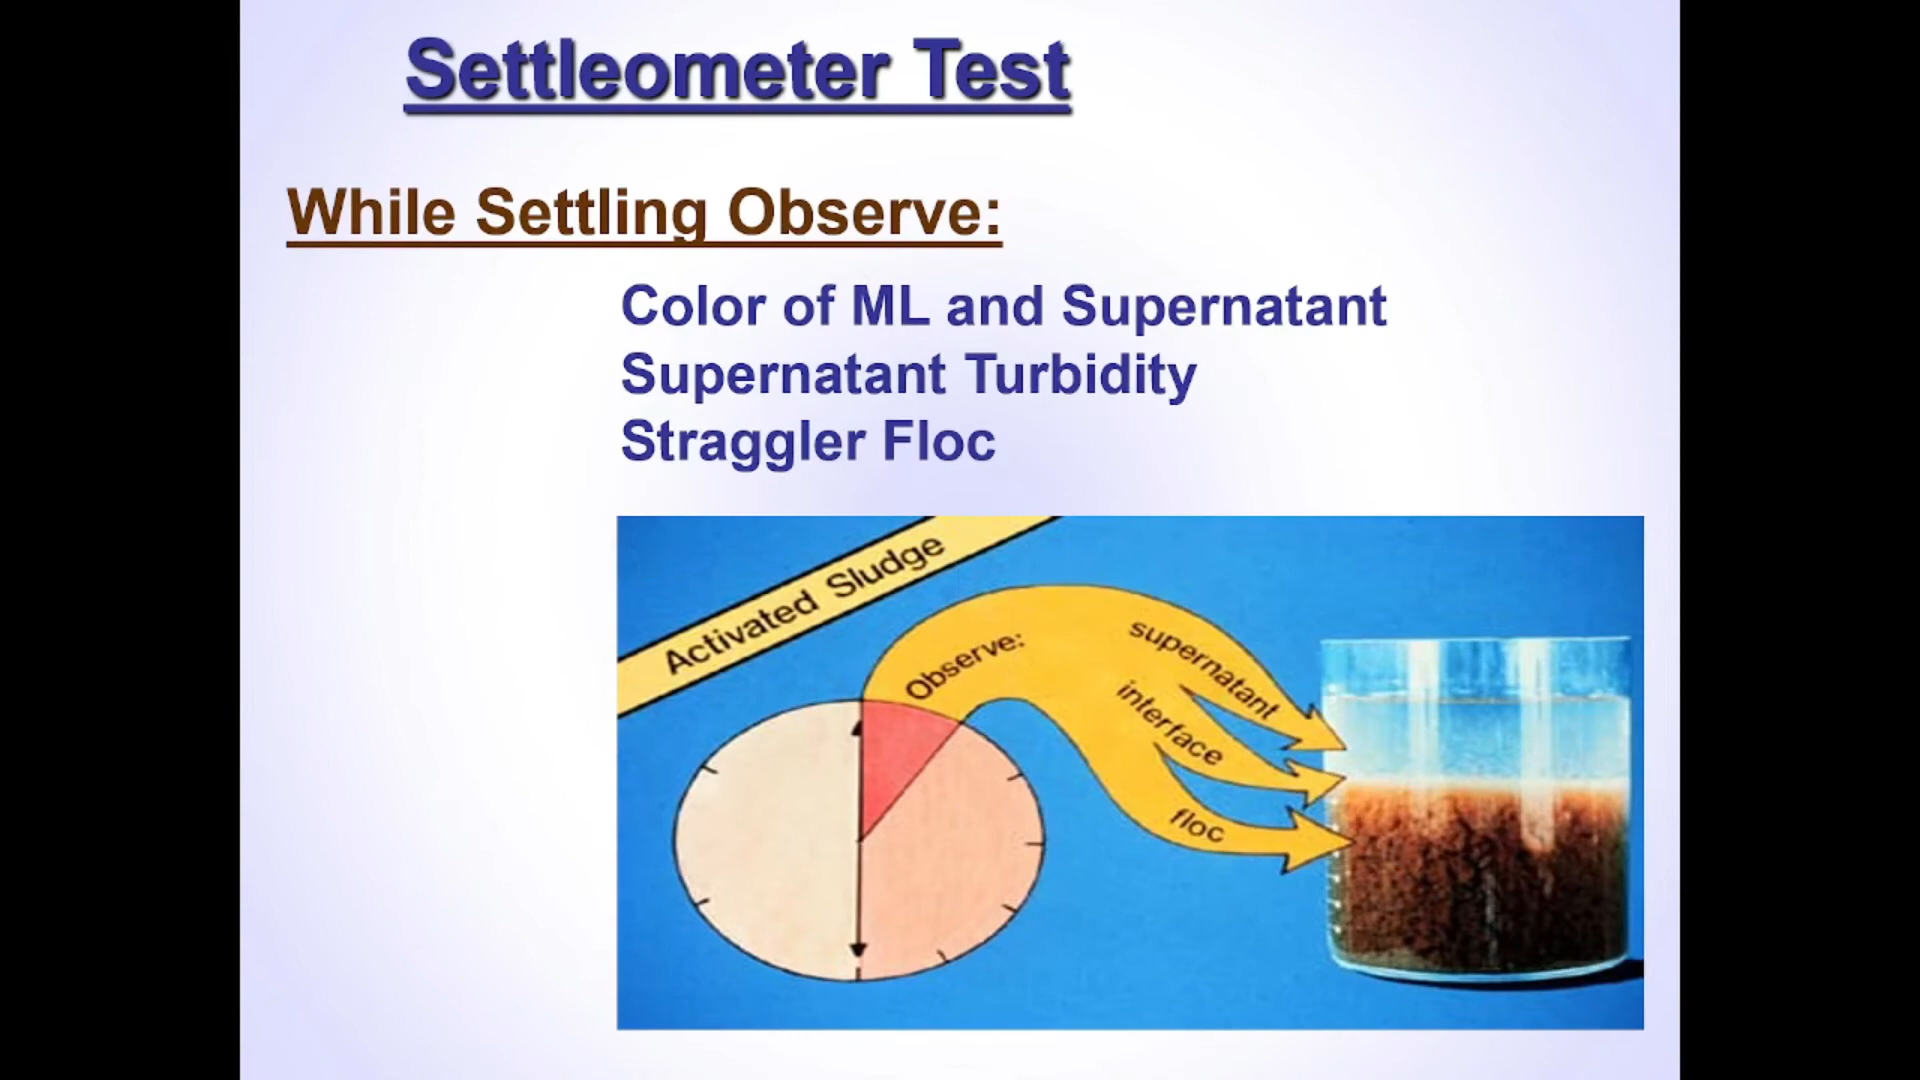 Settleometer Test
While Settling Observe:
Color of ML and Supernatant
Supernatant Turbidity
Straggler Floc
Activated Sludge
Observe:
supernatant
interface
floc